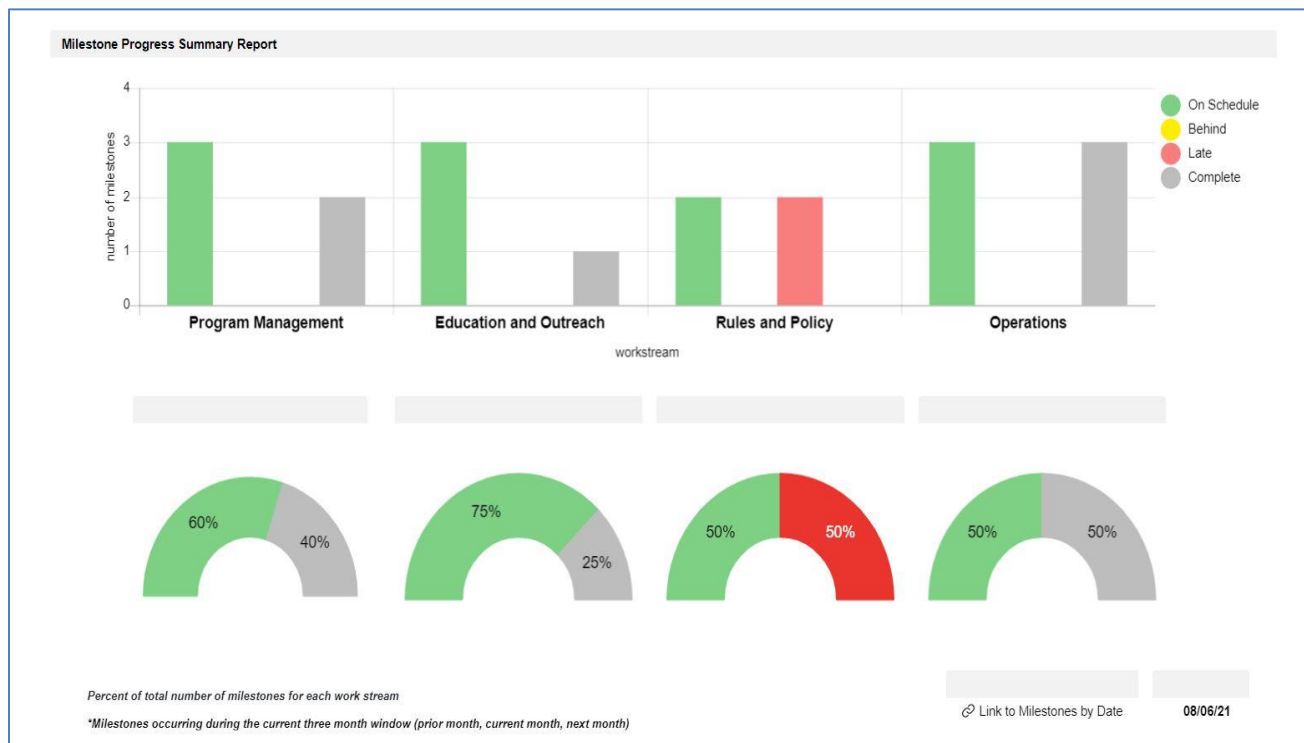 Milestone Progress Summary Report
4
3
2
1
0
number of milestones
On Schedule
Behind
Late
Complete
Program Management
Education and Outreach
Rules and Policy
Operations
workstream
60%
40%
75%
25%
50%
50%
50%
50%
Percent of total number of milestones for each work stream
*Milestones occurring during the current three month window (prior month, current month, next month)
Link to Milestones by Date
08/06/21